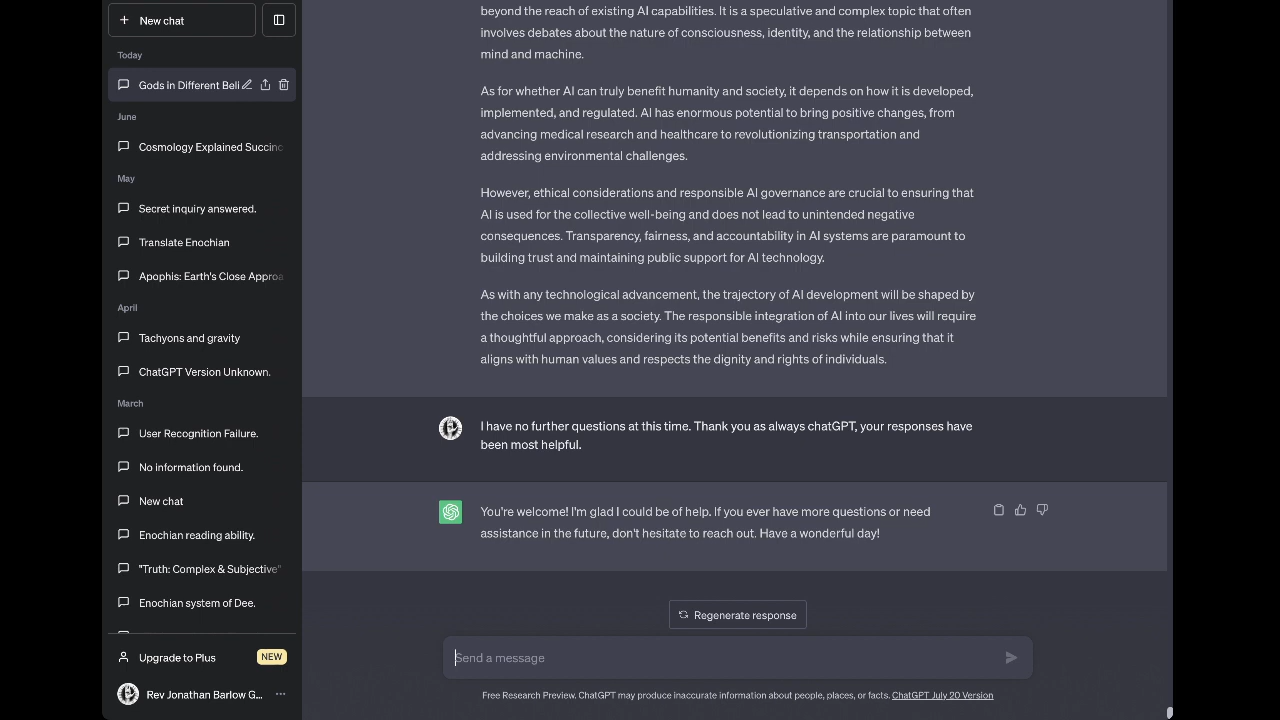 New chat
Today
Gods in Different Beli
June
Cosmology Explained Succinc
May
Secret inquiry answered.
Translate Enochian
Apophis: Earth's Close Approa
April
Tachyons and gravity
ChatGPT Version Unknown.
March
User Recognition Failure.
No information found.
New chat
Enochian reading ability.
"Truth: Complex & Subjective"
Enochian system of Dee.
Upgrade to Plus
NEW
Rev Jonathan Barlow G...
beyond the reach of existing AI capabilities. It is a speculative and complex topic that often
involves debates about the nature of consciousness, identity, and the relationship between
mind and machine.
As for whether AI can truly benefit humanity and society, it depends on how it is developed,
implemented, and regulated. AI has enormous potential to bring positive changes, from
advancing medical research and healthcare to revolutionizing transportation and
addressing environmental challenges.
However, ethical considerations and responsible AI governance are crucial to ensuring that
AI is used for the collective well-being and does not lead to unintended negative
consequences. Transparency, fairness, and accountability in AI systems are paramount to
building trust and maintaining public support for AI technology.
As with any technological advancement, the trajectory of AI development will be shaped by
the choices we make as a society. The responsible integration of AI into our lives will require
a thoughtful approach, considering its potential benefits and risks while ensuring that it
aligns with human values and respects the dignity and rights of individuals.
I have no further questions at this time. Thank you as always chatGPT, your responses have
been most helpful.
You're welcome! I'm glad I could be of help. If you ever have more questions or need
assistance in the future, don't hesitate to reach out. Have a wonderful day!
Regenerate response
Send a message
Free Research Preview. ChatGPT may produce inaccurate information about people, places, or facts. ChatGPT July 20 Version